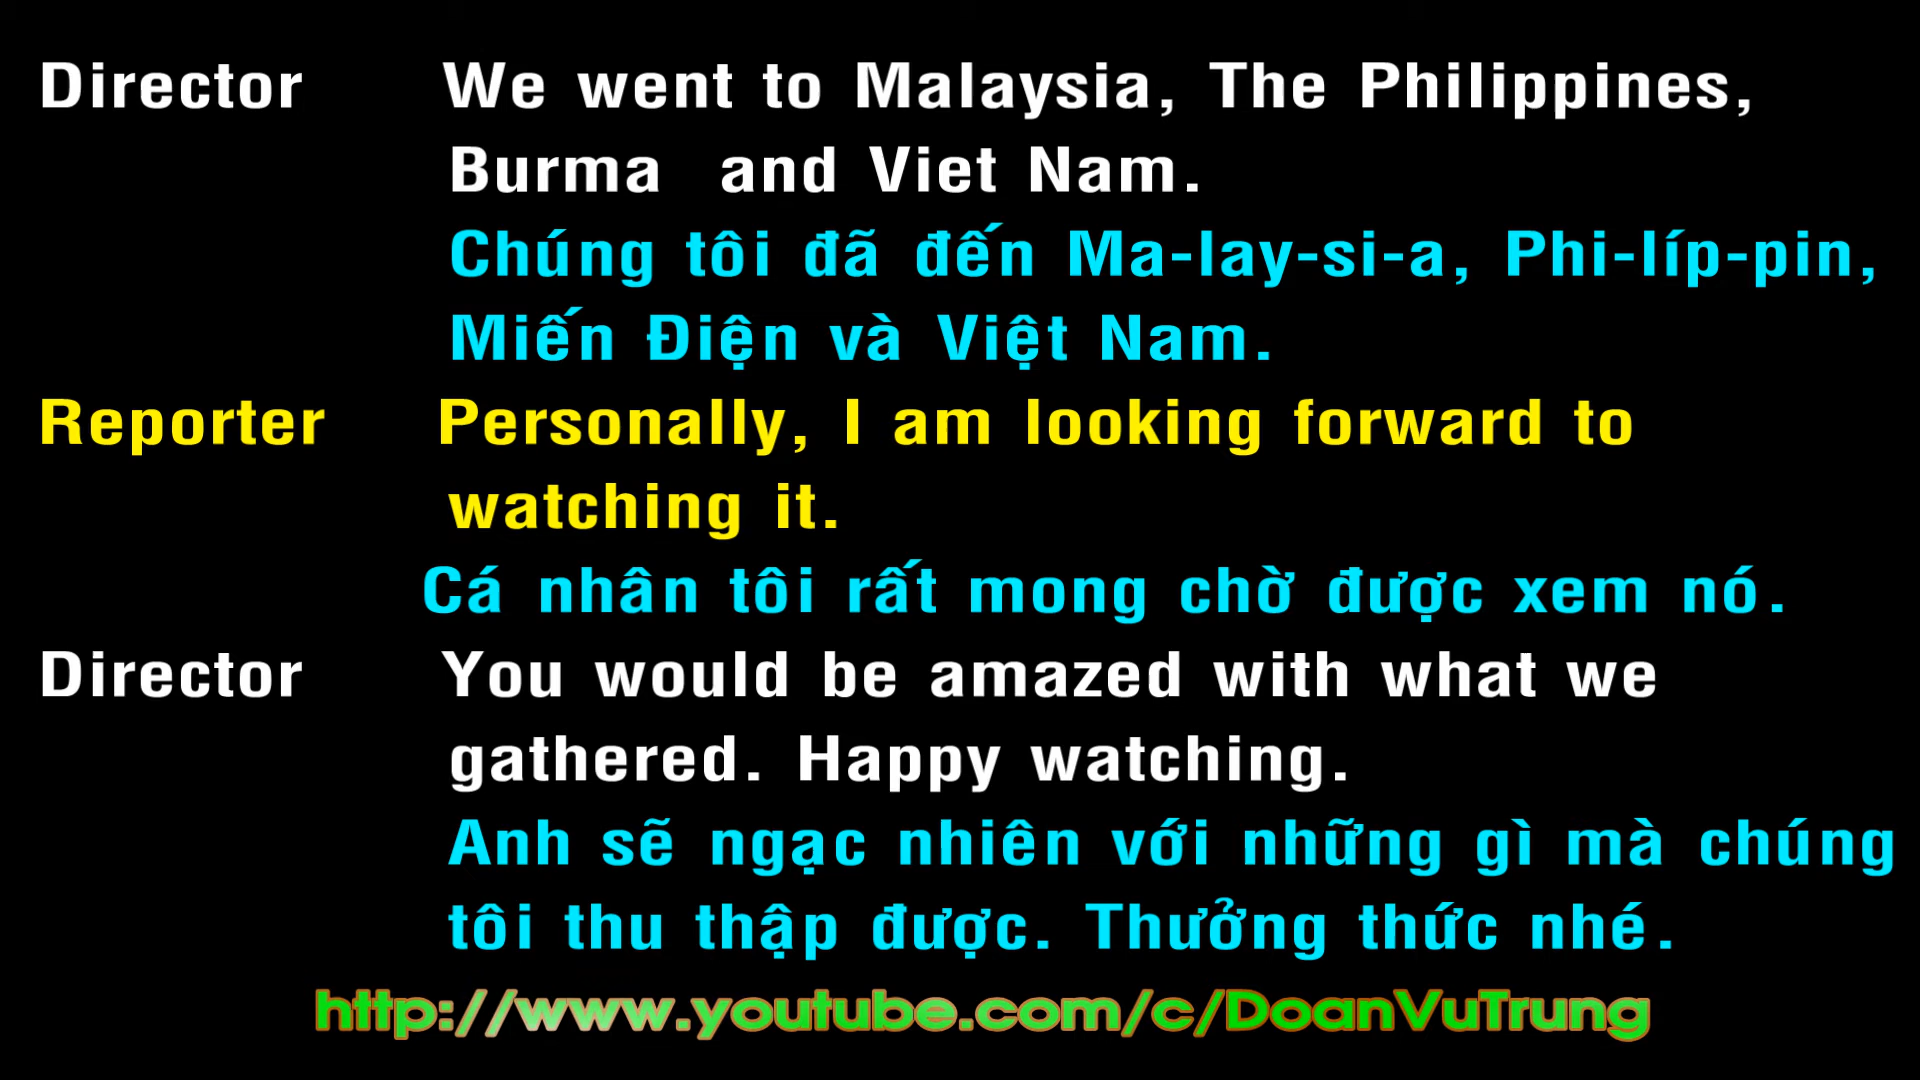 Director We went to Malaysia, The Philippines,
Burma and Viet Nam.
Chúng tôi đã đến Ma-lay-si-a, Phi-líp-pin,
Miến Điện và Việt Nam.
Reporter Personally, I am looking forward to
watching it.
Cá nhân tôi rất mong chờ được xem nó.
Director You would be amazed with what we
gathered. Happy watching.
Anh sẽ ngạc nhiên với những gì mà chúng
tôi thu thập được. Thưởng thức nhé.
http://www.youtube.com/c/DoanVuTrung